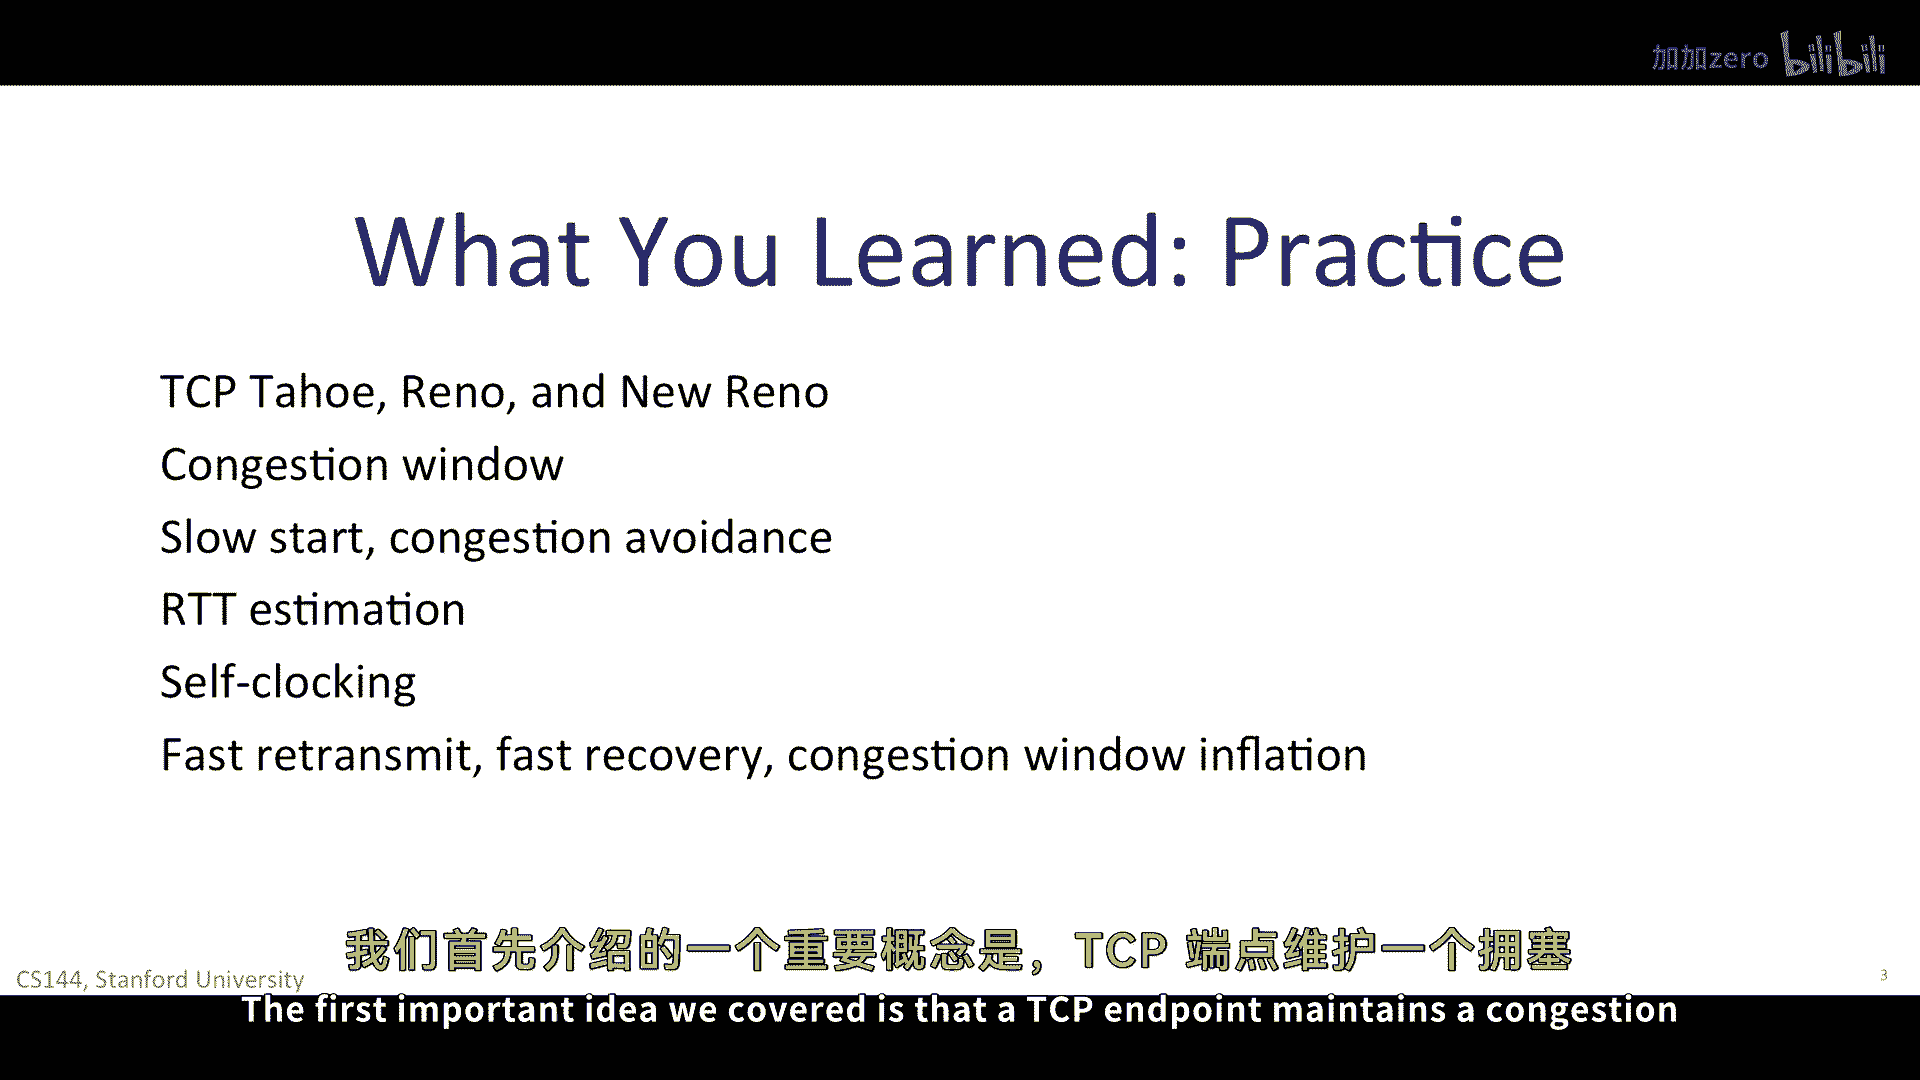 加加zero bilibili
What You Learned: Practice
TCP Tahoe, Reno, and New Reno
Congestion window
Slow start, congestion avoidance
RTT estimation
Self-clocking
Fast retransmit, fast recovery, congestion window inflation
我们首先介绍的一个重要概念是，TCP 端点维护一个拥塞
CS144, Stanford University
3
The first important idea we covered is that a TCP endpoint maintains a congestion